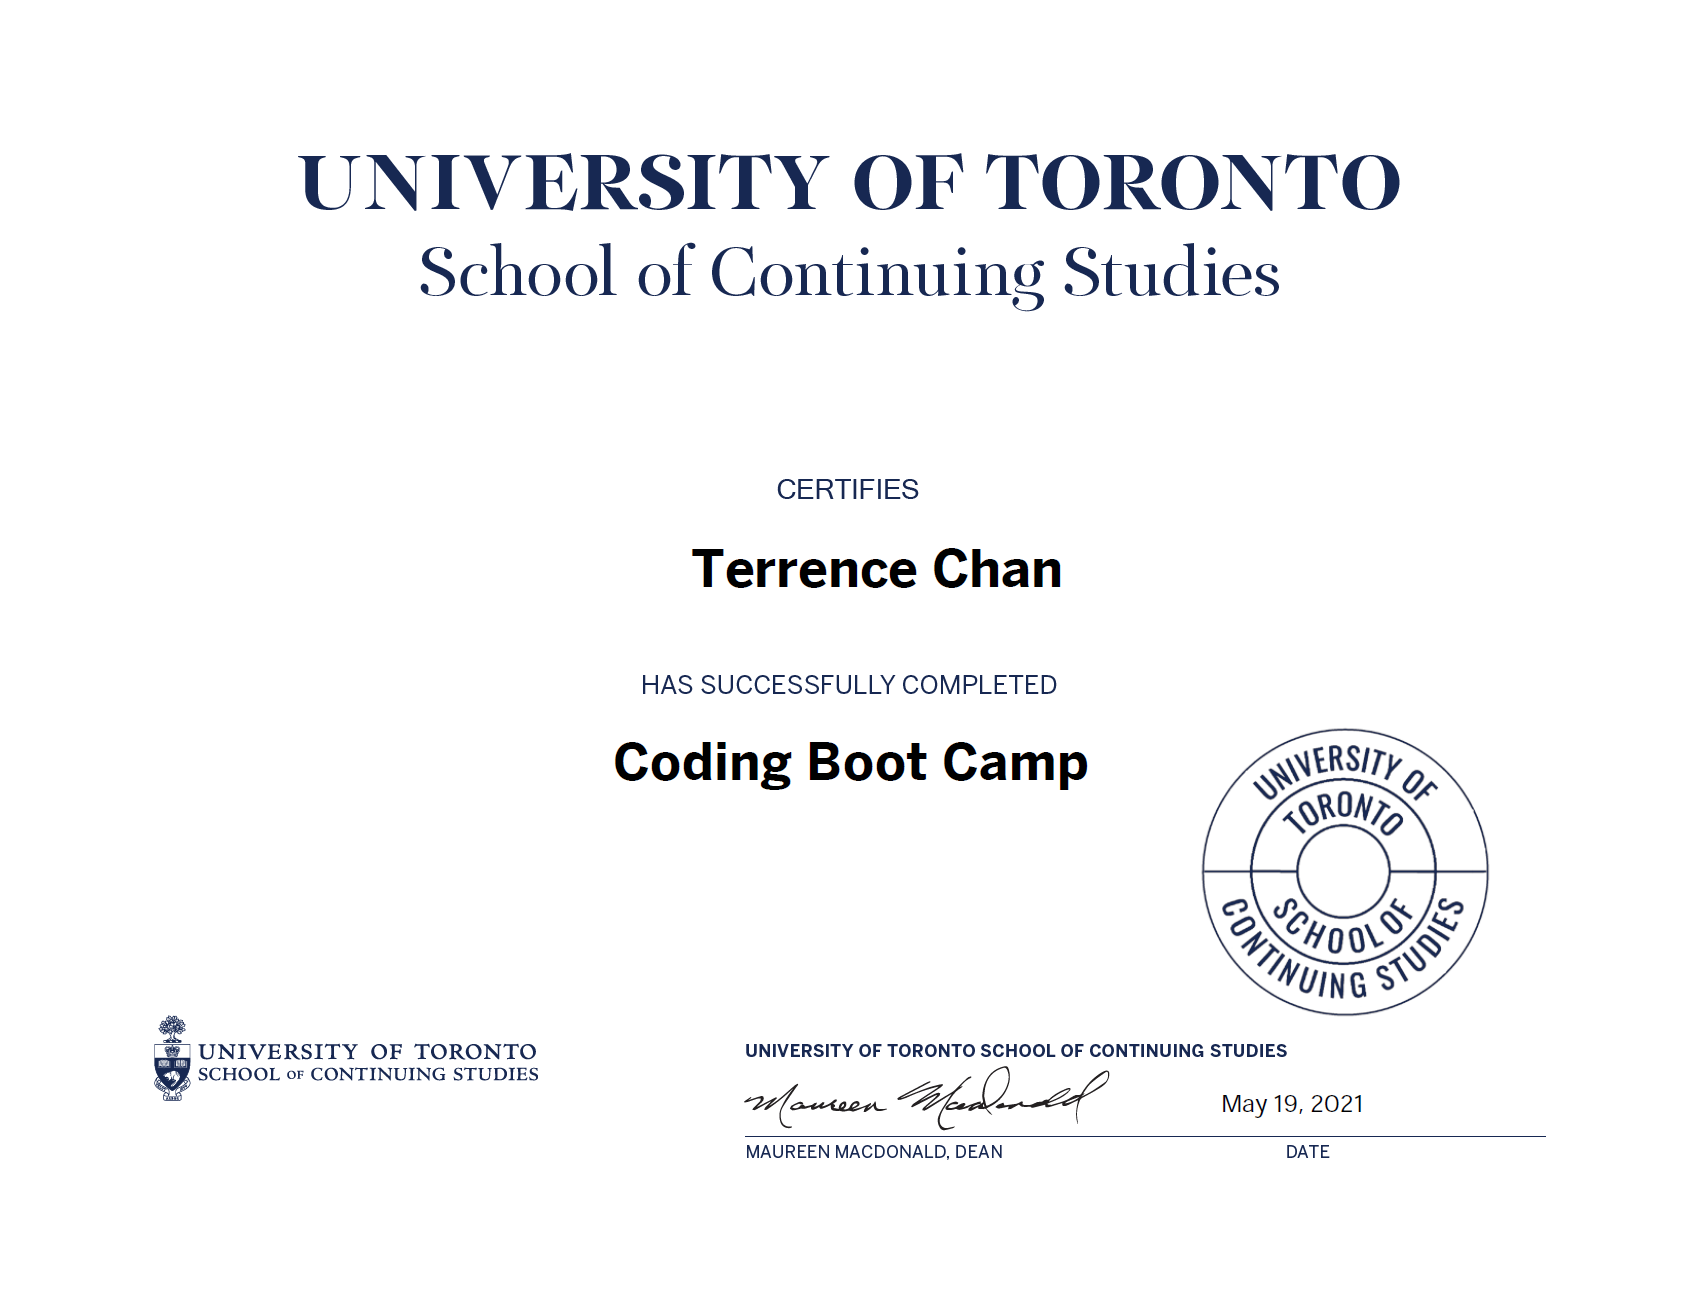 UNIVERSITY OF TORONTO
School of Continuing Studies
CERTIFIES
Terrence Chan
HAS SUCCESSFULLY COMPLETED
Coding Boot Camp
UNIVERSITY OF
TORONTO
SCHOOL OF
CONTINUING STUDIES
UNIVERSITY OF TORONTO
SCHOOL OF CONTINUING STUDIES
UNIVERSITY OF TORONTO SCHOOL OF CONTINUING STUDIES
Maureen Macdonald
May 19, 2021
MAUREEN MACDONALD, DEAN
DATE